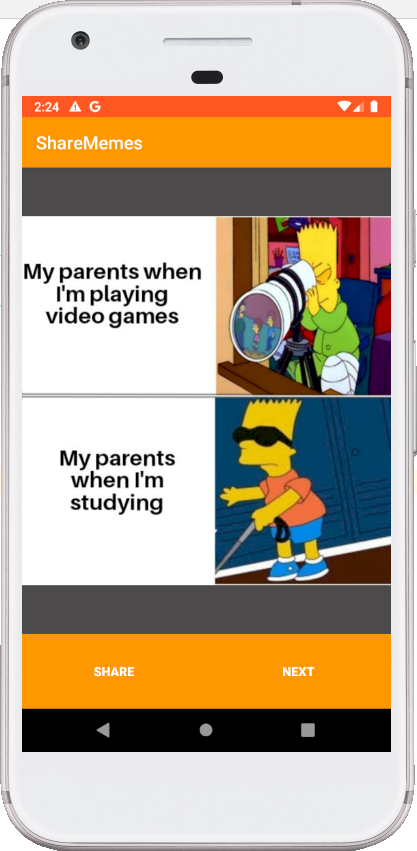 2:24
ShareMemes
My parents when
I'm playing
video games
My parents
when I'm
studying
SHARE
NEXT